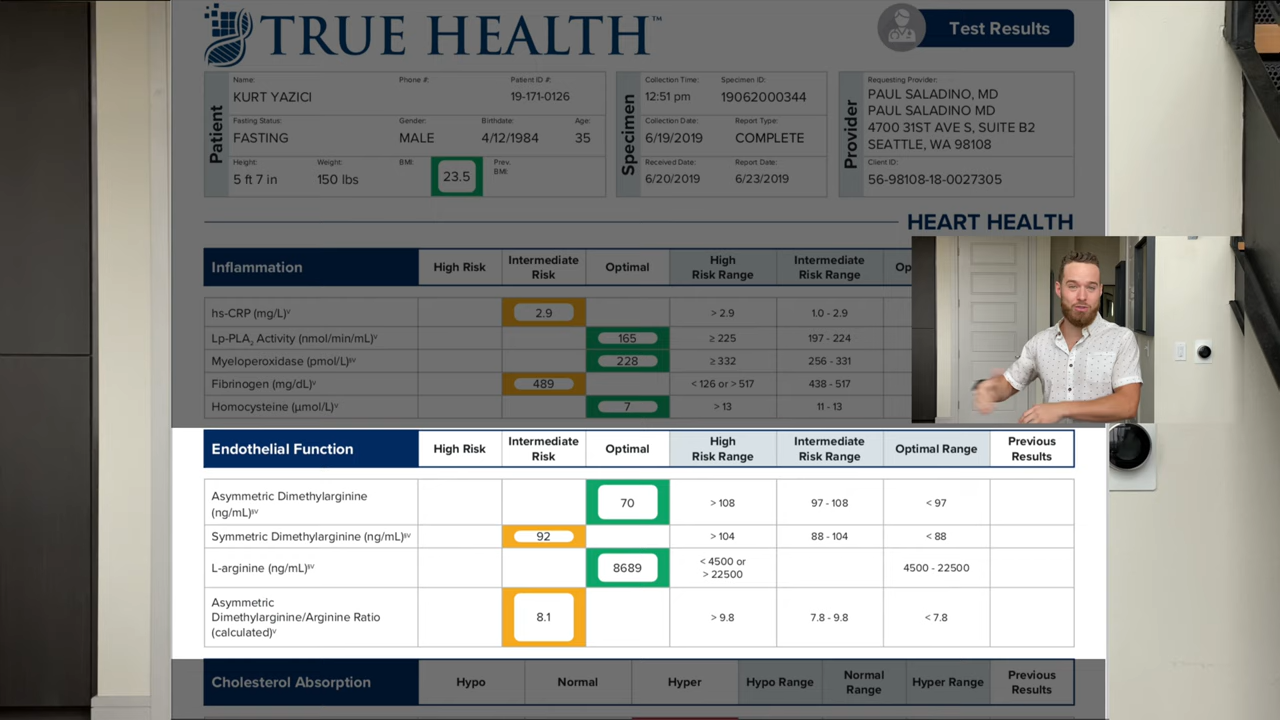 TRUE HEALTH™
Test Results
Patient
Name:
Phone #:
Patient ID #:
KURT YAZICI
19-171-0126
Fasting Status:
Gender:
Birthdate:
Age:
FASTING
MALE
4/12/1984
35
Height:
Weight:
BMI:
23.5
Prev. BMI:
5 ft 7 in
150 lbs
Specimen
Collection Time:
Specimen ID:
12:51 pm
19062000344
Collection Date:
Report Type:
6/19/2019
COMPLETE
Received Date:
Report Date:
6/20/2019
6/23/2019
Provider
Requesting Provider:
PAUL SALADINO, MD
PAUL SALADINO MD
4700 31ST AVE S, SUITE B2
SEATTLE, WA 98108
Client ID:
56-98108-18-0027305
HEART HEALTH
Inflammation High Risk Intermediate Risk Optimal High Risk Range Intermediate Risk Range Op
hs-CRP (mg/L)ᵛ 2.9 > 2.9 1.0 - 2.9
Lp-PLA₂ Activity (nmol/min/mL)ᵛ 165 ≥ 225 197 - 224
Myeloperoxidase (pmol/L)§ᵛ 228 ≥ 332 256 - 331
Fibrinogen (mg/dL)ᵛ 489 < 126 or > 517 438 - 517
Homocysteine (µmol/L)ᵛ 7 > 13 11 - 13
Endothelial Function High Risk Intermediate Risk Optimal High Risk Range Intermediate Risk Range Optimal Range Previous Results
Asymmetric Dimethylarginine (ng/mL)§ᵛ 70 > 108 97 - 108 < 97
Symmetric Dimethylarginine (ng/mL)§ᵛ 92 > 104 88 - 104 < 88
L-arginine (ng/mL)§ᵛ 8689 < 4500 or > 22500 4500 - 22500
Asymmetric Dimethylarginine/Arginine Ratio (calculated)ᵛ 8.1 > 9.8 7.8 - 9.8 < 7.8
Cholesterol Absorption Hypo Normal Hyper Hypo Range Normal Range Hyper Range Previous Results